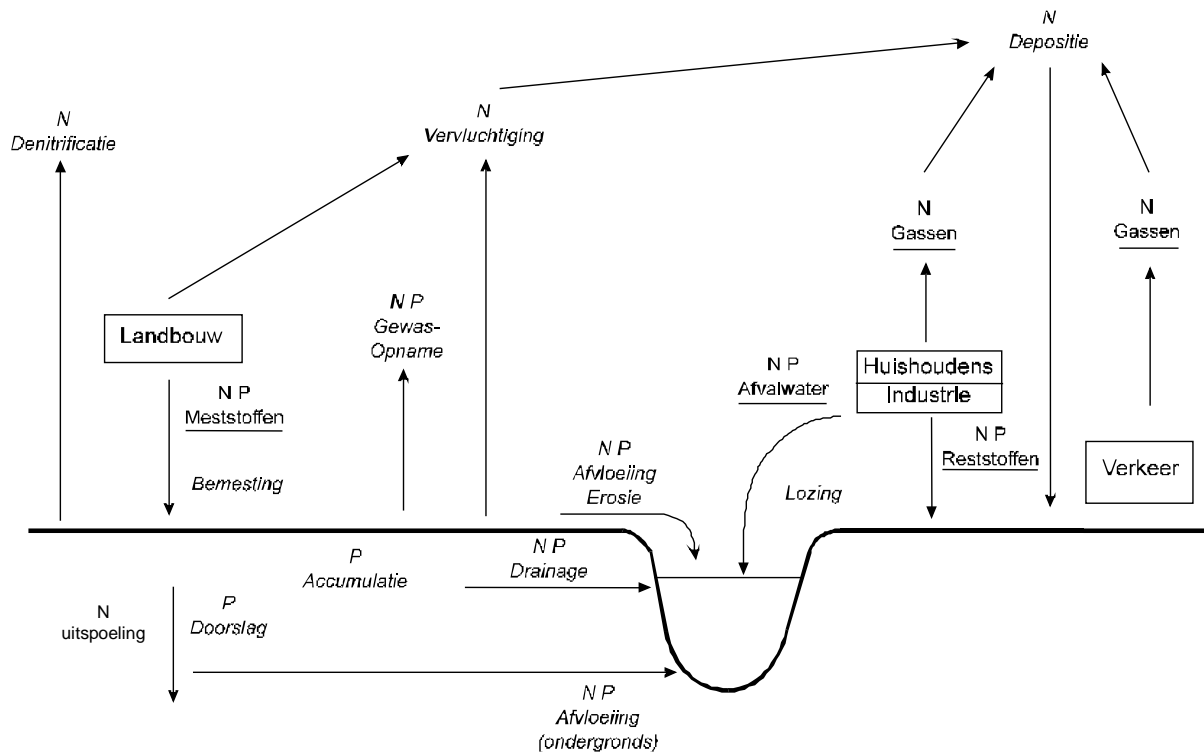 N
Depositie
N
Denitrificatie
N
Vervluchtiging
N
Gassen
N
Gassen
Landbouw
N P
Gewas-
Opname
Huishoudens
Industrie
N P
Afvalwater
N P
Meststoffen
N P
Reststoffen
Verkeer
Bemesting
N P
Afvloeiing
Erosie
Lozing
P
Accumulatie
N P
Drainage
N
uitspoeling
P
Doorslag
N P
Afvloeiing
(ondergronds)